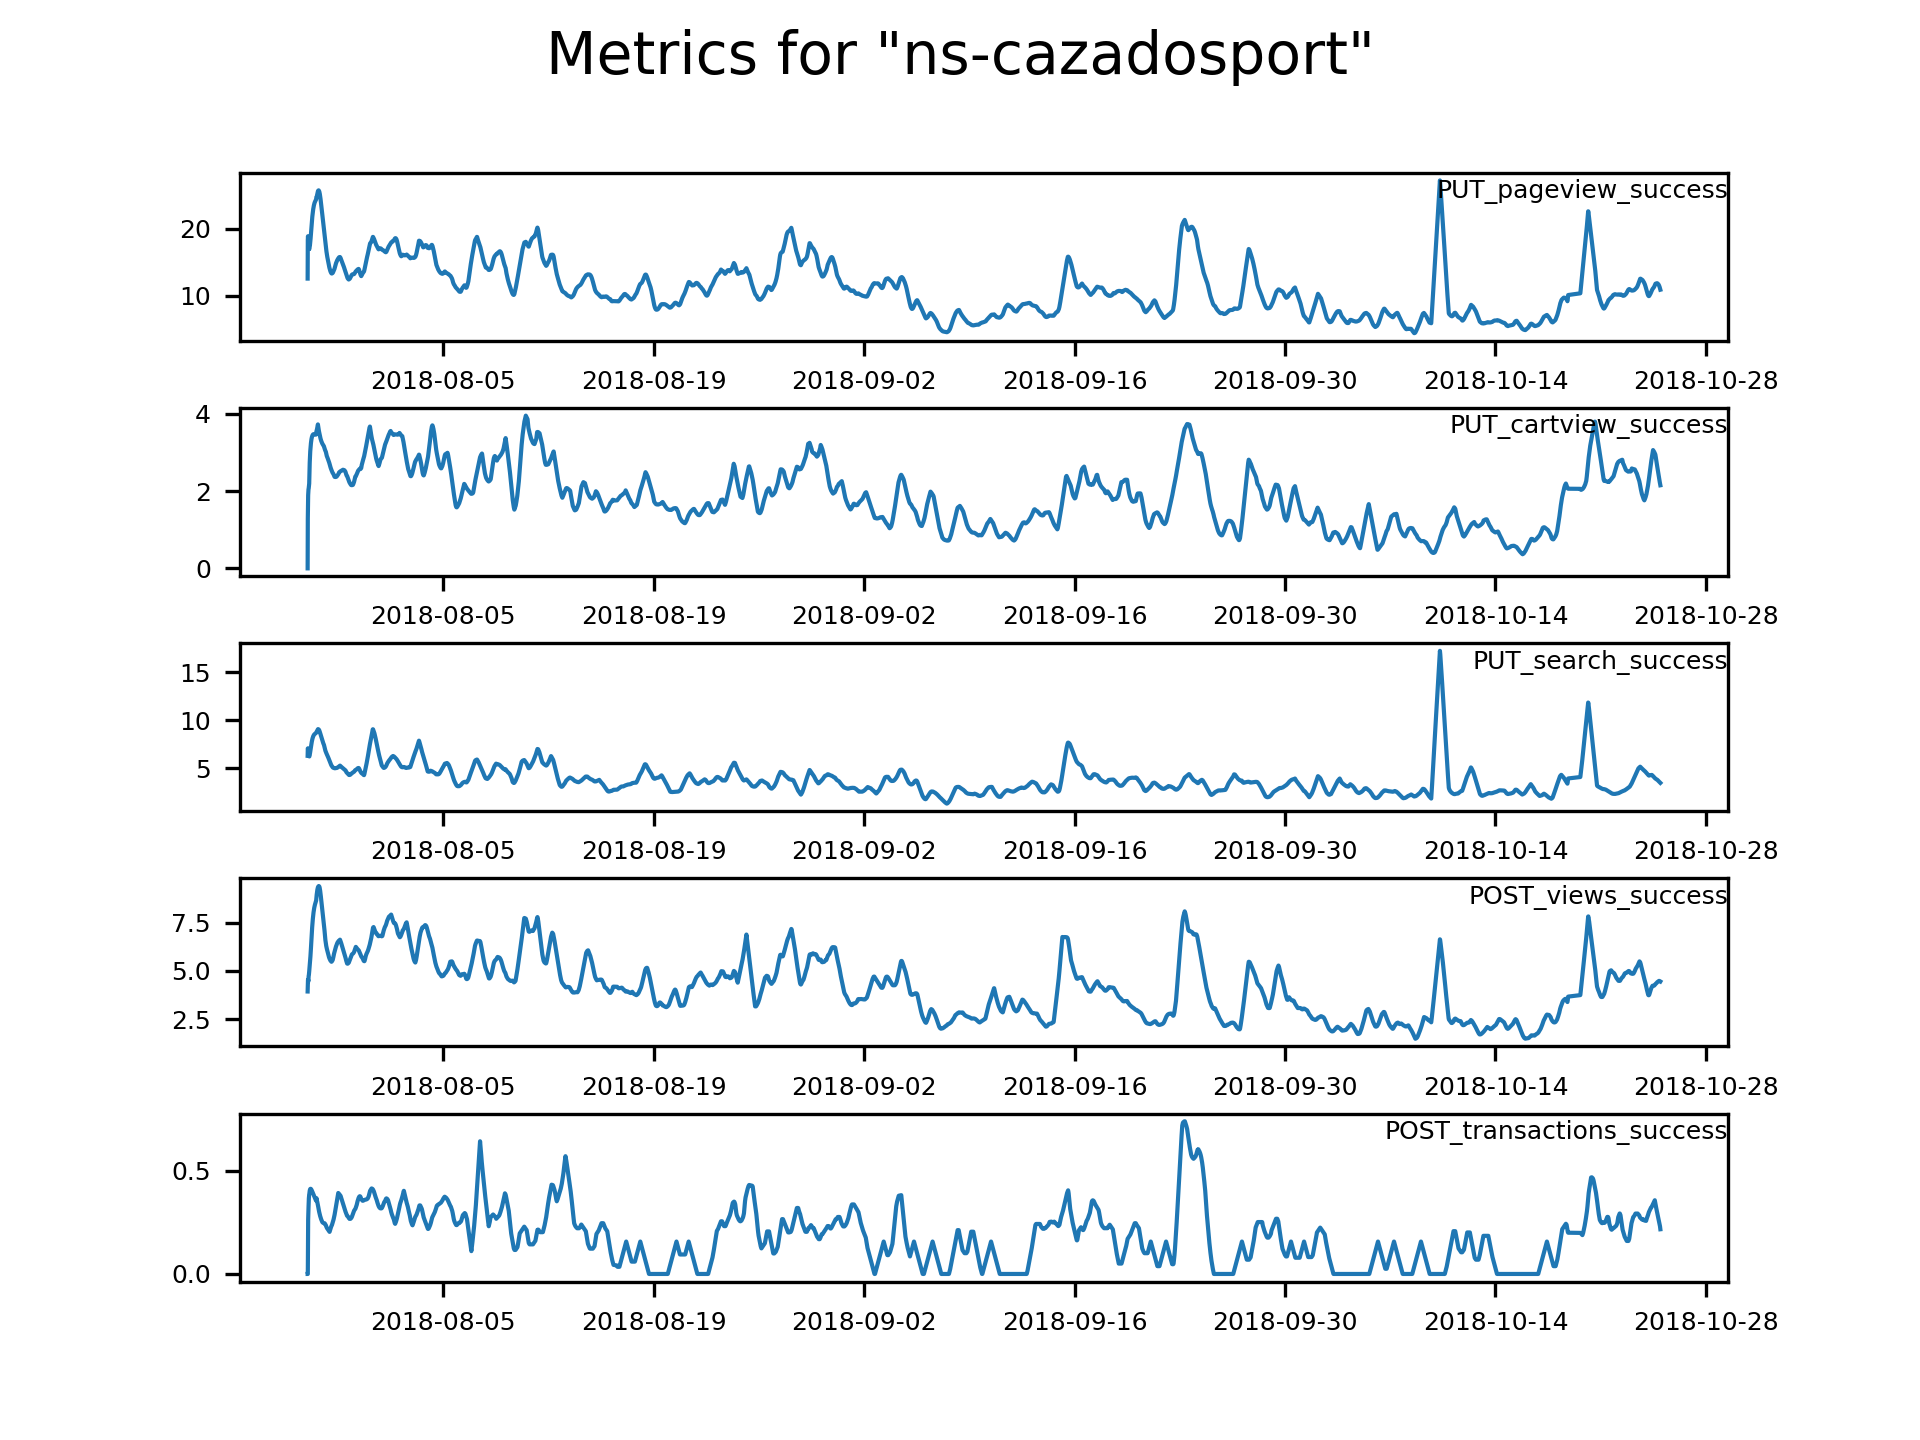 Metrics for "ns-cazadosport"
PUT_pageview_success
20
10
2018-08-05 2018-08-19 2018-09-02 2018-09-16 2018-09-30 2018-10-14 2018-10-28
PUT_cartview_success
4
2
0
2018-08-05 2018-08-19 2018-09-02 2018-09-16 2018-09-30 2018-10-14 2018-10-28
PUT_search_success
15
10
5
2018-08-05 2018-08-19 2018-09-02 2018-09-16 2018-09-30 2018-10-14 2018-10-28
POST_views_success
7.5
5.0
2.5
2018-08-05 2018-08-19 2018-09-02 2018-09-16 2018-09-30 2018-10-14 2018-10-28
POST_transactions_success
0.5
0.0
2018-08-05 2018-08-19 2018-09-02 2018-09-16 2018-09-30 2018-10-14 2018-10-28